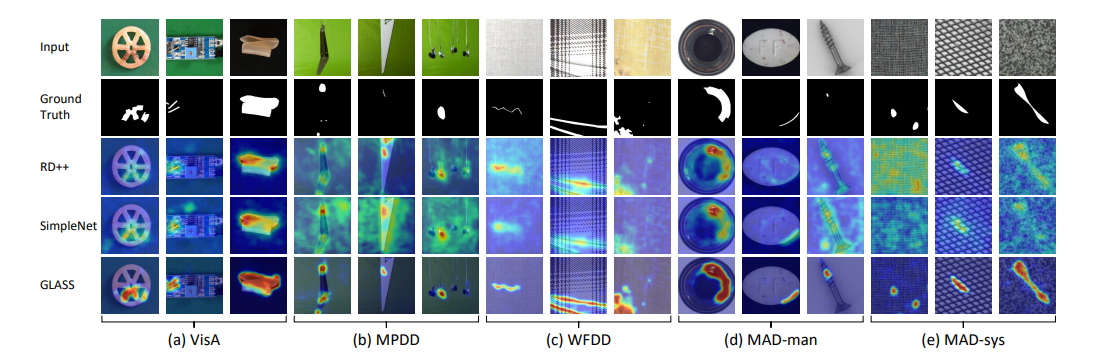 Input
Ground
Truth
RD++
SimpleNet
GLASS
(a) VisA
(b) MPDD
(c) WFDD
(d) MAD-man
(e) MAD-sys